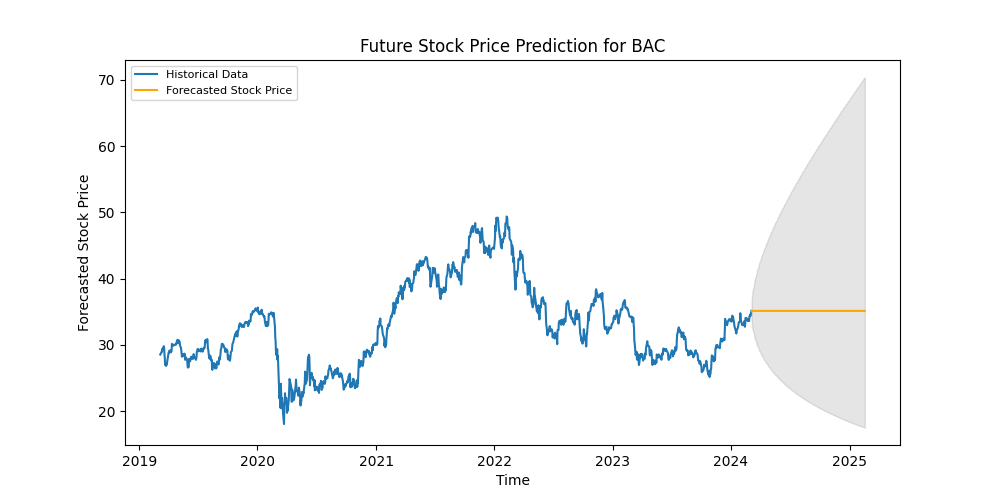 Future Stock Price Prediction for BAC
Historical Data
Forecasted Stock Price
70
60
50
40
30
20
Forecasted Stock Price
2019
2020
2021
2022
2023
2024
2025
Time